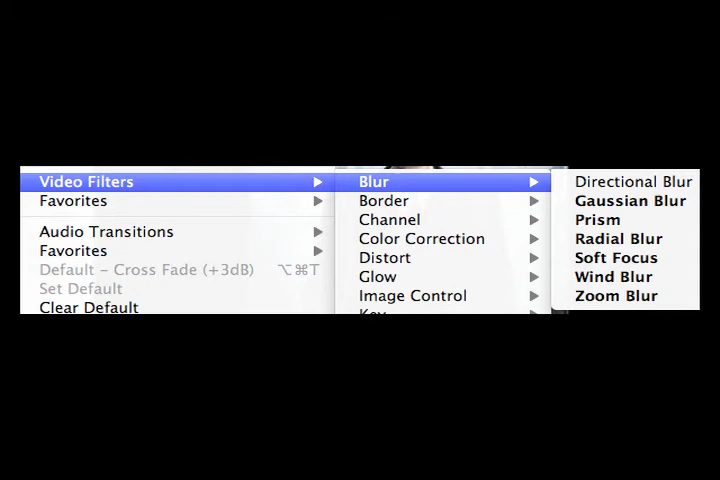 Video Filters
Favorites
Audio Transitions
Favorites
Default - Cross Fade (+3dB) ⌥⌘T
Set Default
Clear Default
Blur
Border
Channel
Color Correction
Distort
Glow
Image Control
Key
Directional Blur
Gaussian Blur
Prism
Radial Blur
Soft Focus
Wind Blur
Zoom Blur